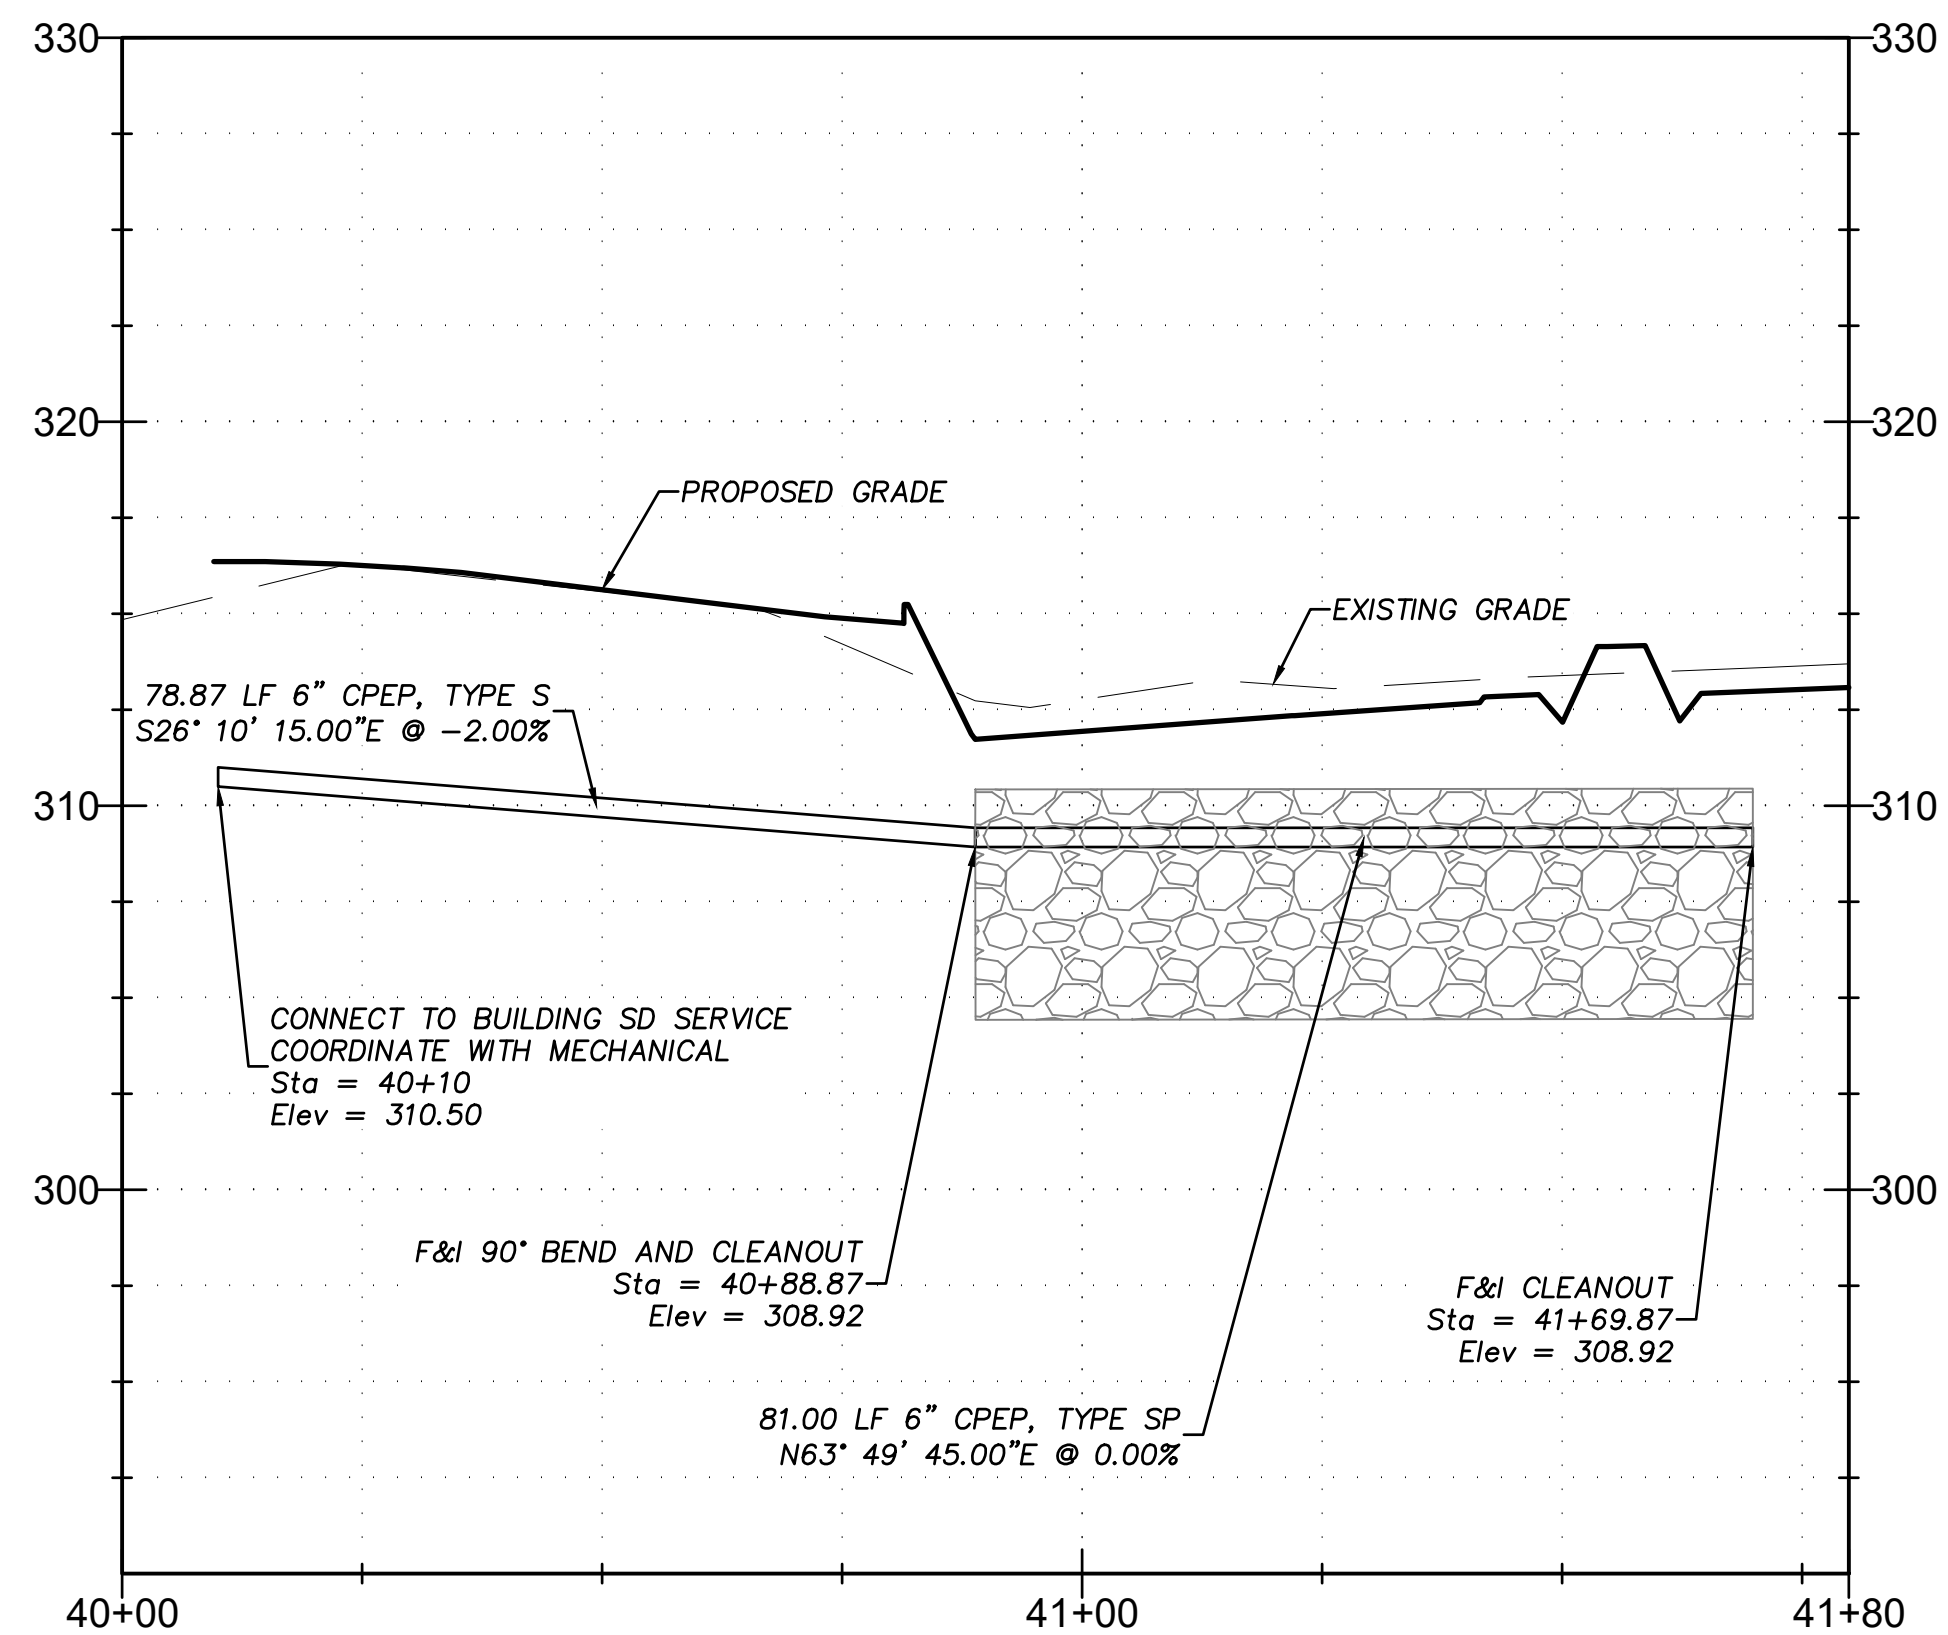 330
330
320
320
PROPOSED GRADE
EXISTING GRADE
78.87 LF 6” CPEP, TYPE S
S26° 10’ 15.00”E @ -2.00%
310
310
CONNECT TO BUILDING SD SERVICE
COORDINATE WITH MECHANICAL
Sta = 40+10
Elev = 310.50
300
300
F&I 90° BEND AND CLEANOUT
Sta = 40+88.87
Elev = 308.92
F&I CLEANOUT
Sta = 41+69.87
Elev = 308.92
81.00 LF 6” CPEP, TYPE SP
N63° 49’ 45.00”E @ 0.00%
40+00
41+00
41+80